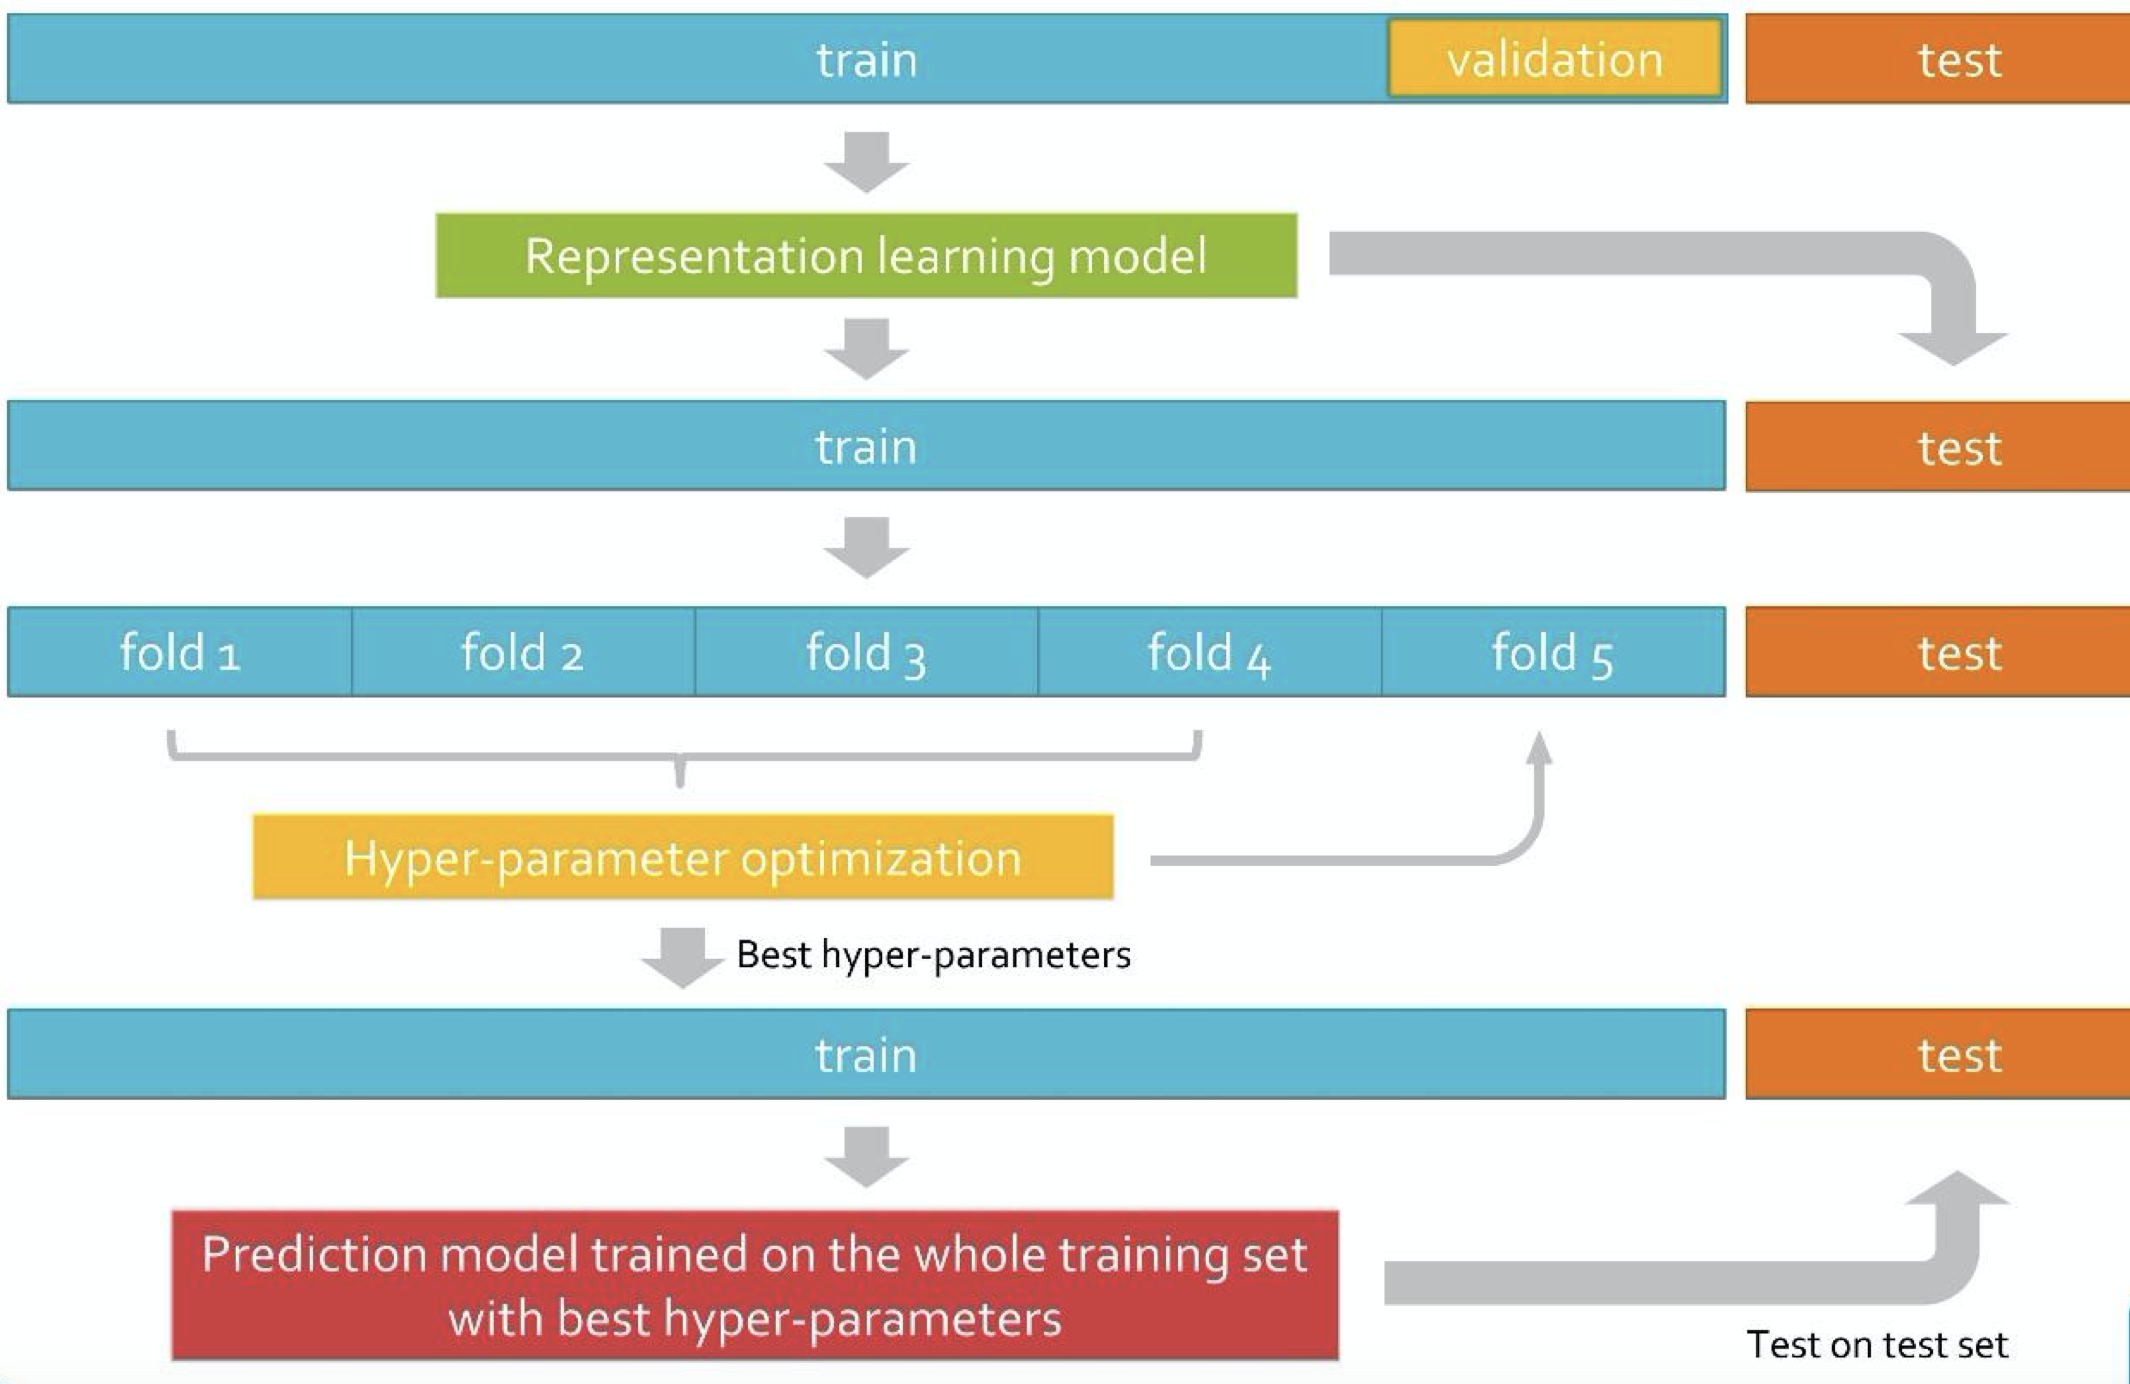 train validation test
Representation learning model
train test
fold 1 fold 2 fold 3 fold 4 fold 5 test
Hyper-parameter optimization
Best hyper-parameters
train test
Prediction model trained on the whole training set
with best hyper-parameters
Test on test set